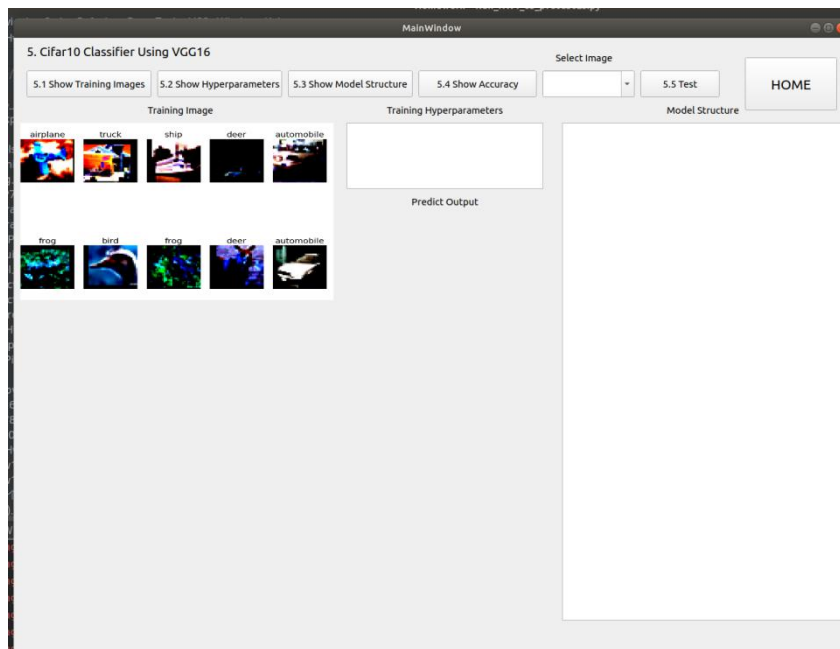 MainWindow
5. Cifar10 Classifier Using VGG16
Select Image
5.1 Show Training Images
5.2 Show Hyperparameters
5.3 Show Model Structure
5.4 Show Accuracy
5.5 Test
HOME
Training Image
Training Hyperparameters
Model Structure
airplane truck ship deer automobile
Predict Output
frog bird frog deer automobile